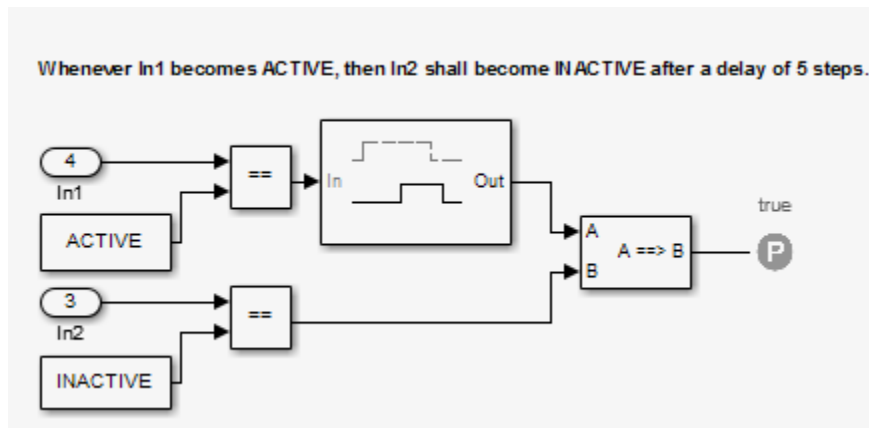 Whenever In1 becomes ACTIVE, then In2 shall become INACTIVE after a delay of 5 steps.
4
In1
ACTIVE
==
In
Out
3
In2
INACTIVE
==
A
B
A ==> B
true
P